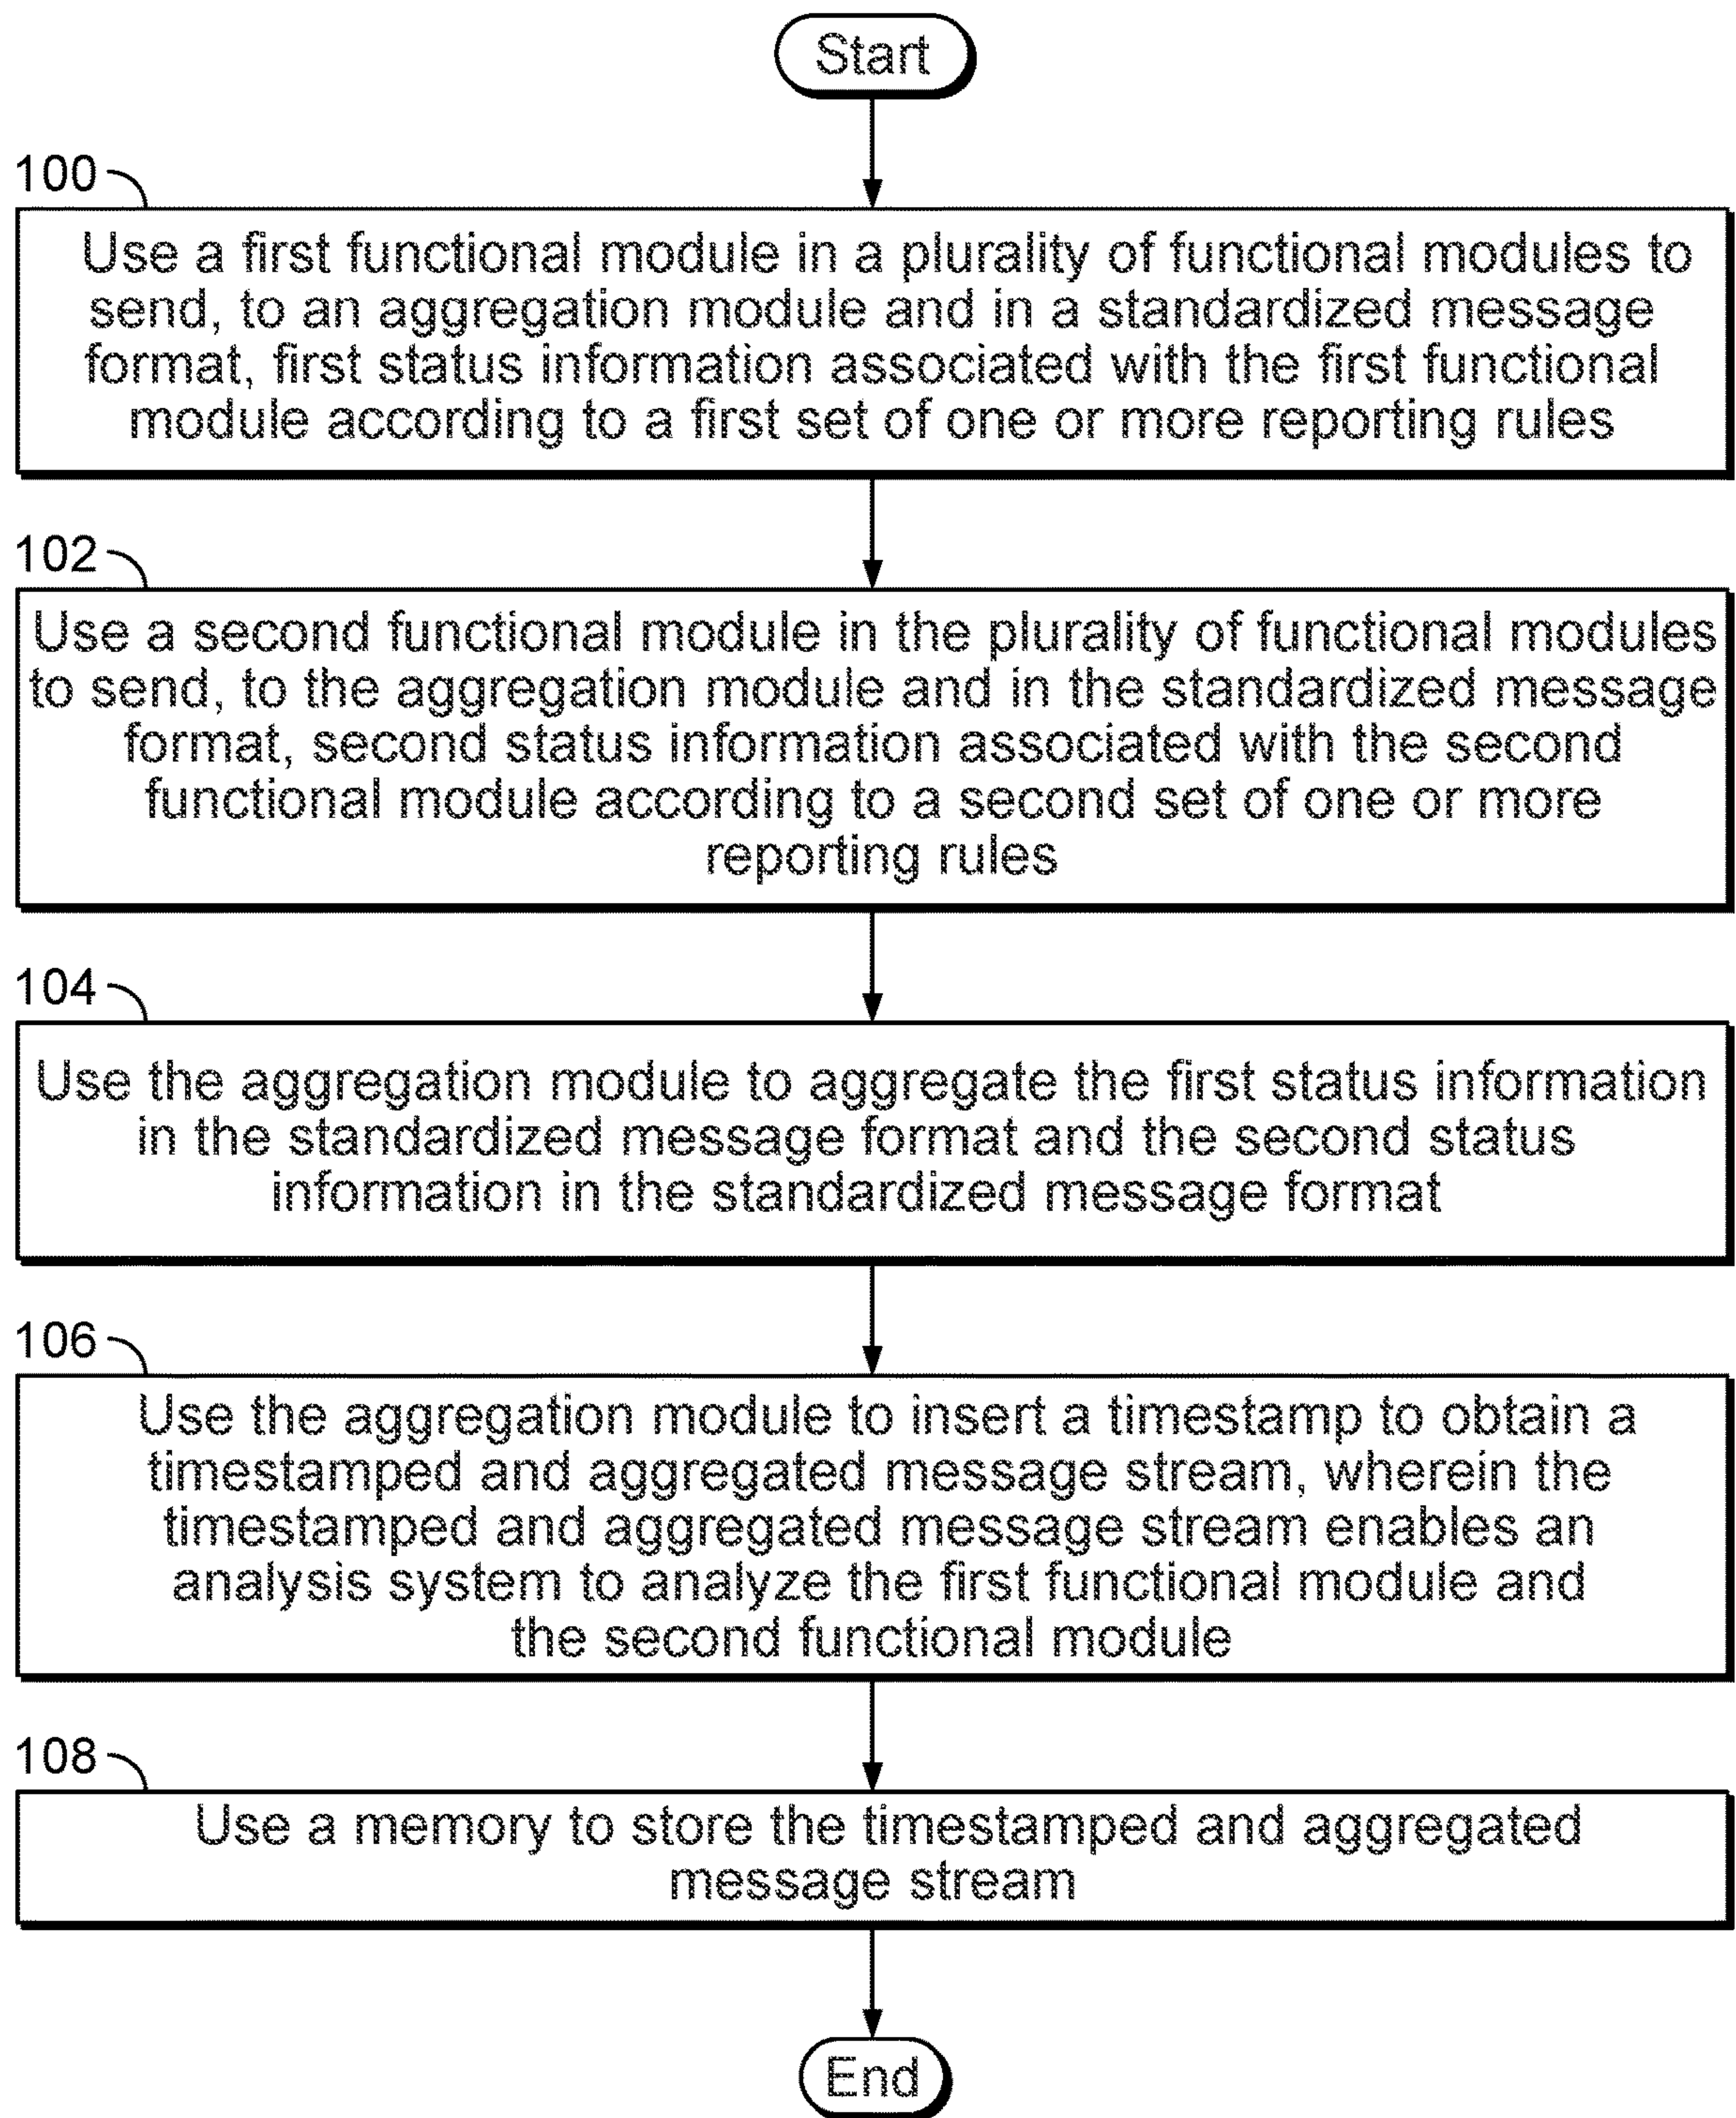 Start
100
Use a first functional module in a plurality of functional modules to
send, to an aggregation module and in a standardized message
format, first status information associated with the first functional
module according to a first set of one or more reporting rules
102
Use a second functional module in the plurality of functional modules
to send, to the aggregation module and in the standardized message
format, second status information associated with the second
functional module according to a second set of one or more
reporting rules
104
Use the aggregation module to aggregate the first status information
in the standardized message format and the second status
information in the standardized message format
106
Use the aggregation module to insert a timestamp to obtain a
timestamped and aggregated message stream, wherein the
timestamped and aggregated message stream enables an
analysis system to analyze the first functional module and
the second functional module
108
Use a memory to store the timestamped and aggregated
message stream
End